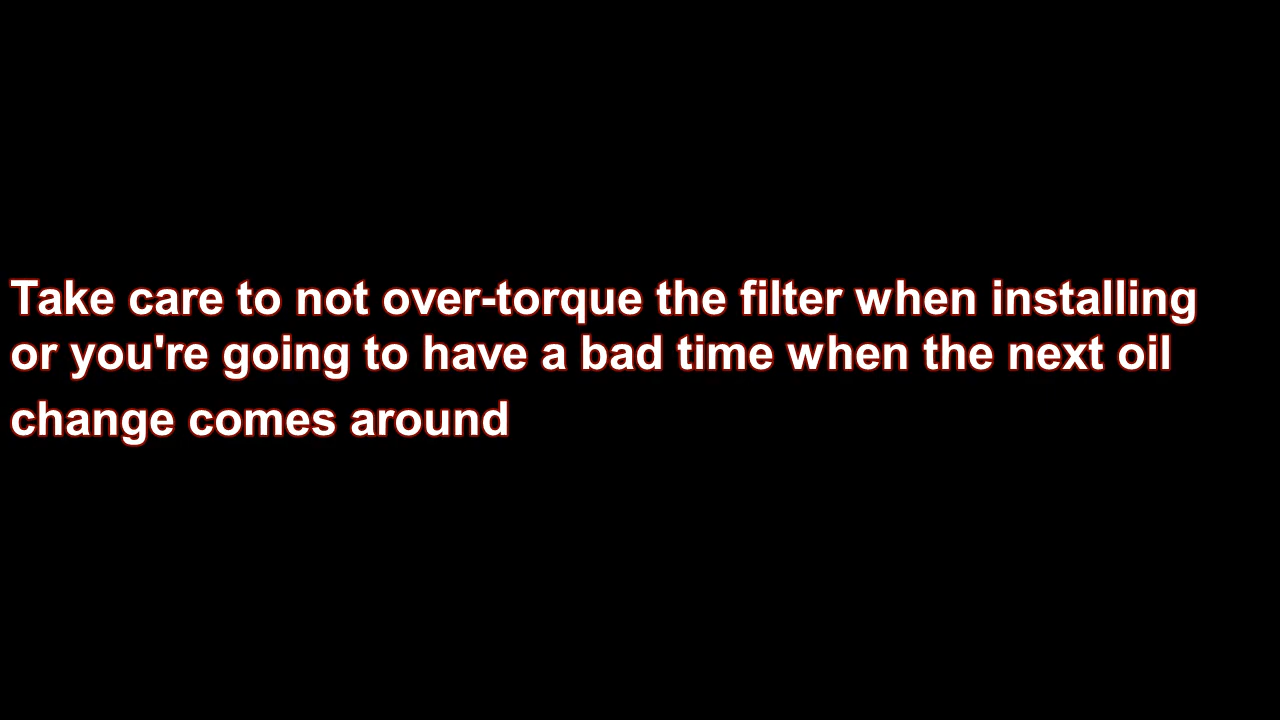 Take care to not over-torque the filter when installing
or you're going to have a bad time when the next oil
change comes around